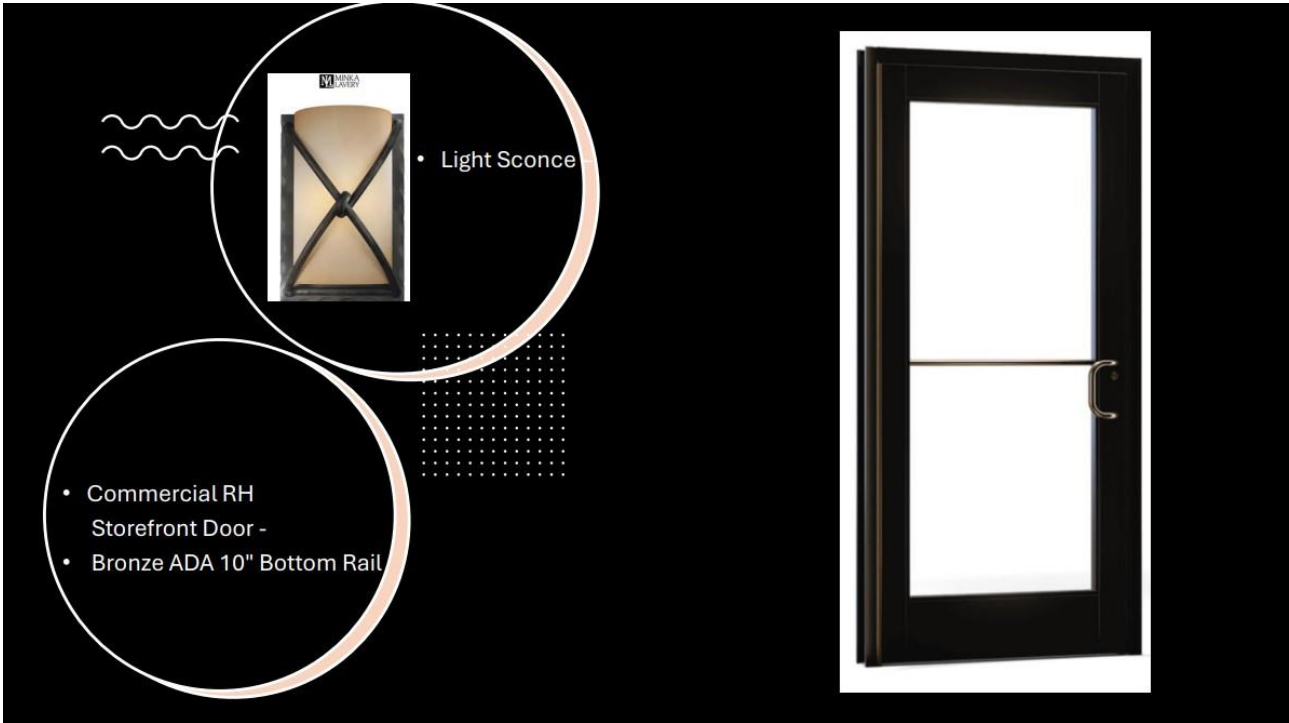 MINKA
LAVERY
• Light Sconce -
• Commercial RH
Storefront Door -
• Bronze ADA 10" Bottom Rail